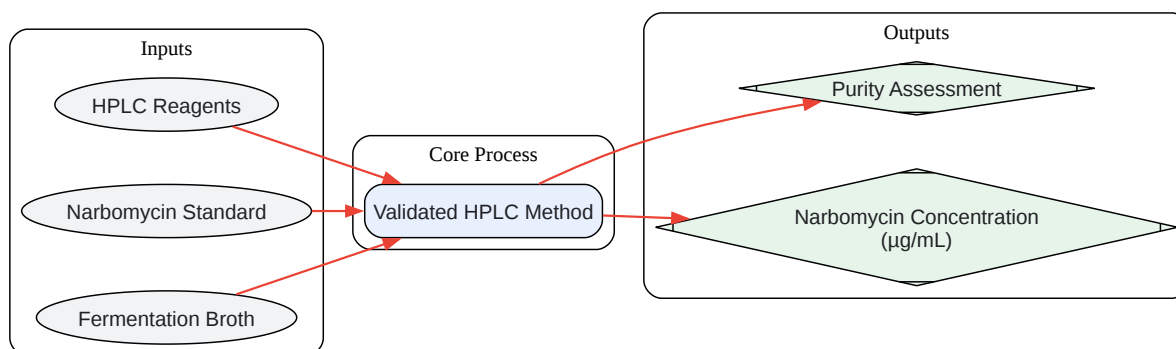 Inputs
HPLC Reagents
Narbomycin Standard
Fermentation Broth
Core Process
Validated HPLC Method
Outputs
Purity Assessment
Narbomycin Concentration
(µg/mL)